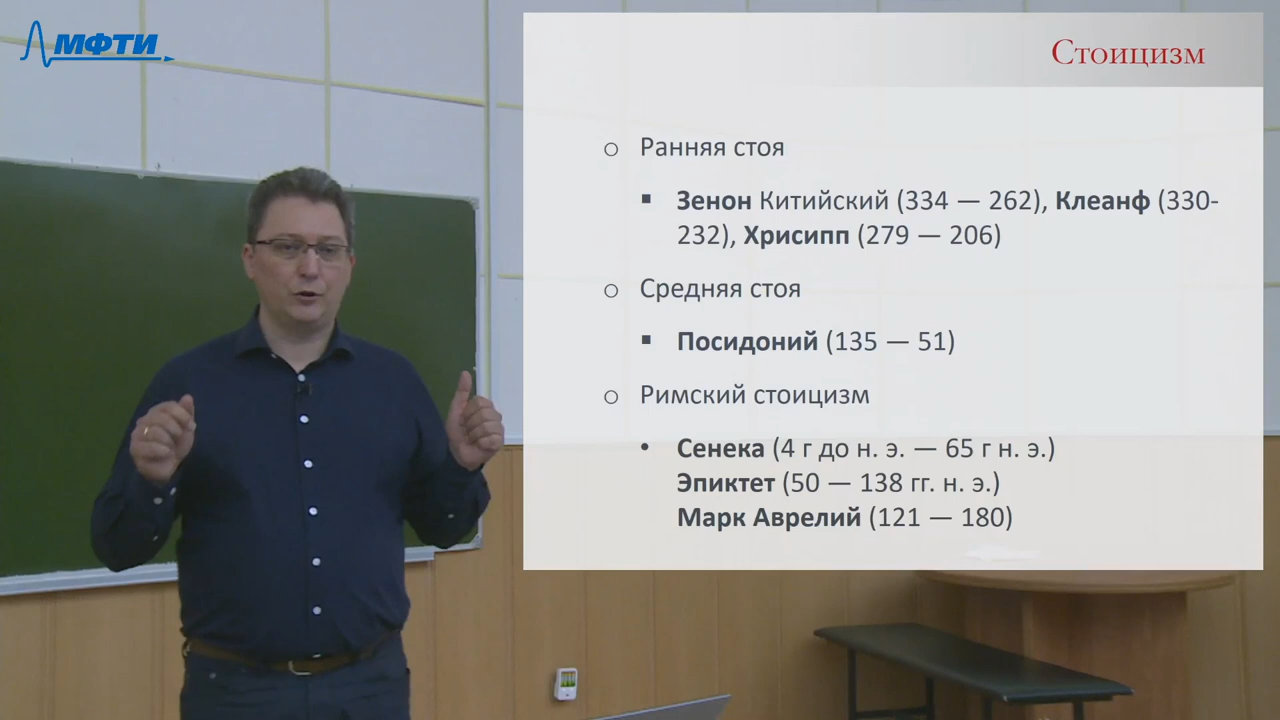 МФТИ
Стоицизм
Ранняя стоя
Зенон Китийский (334 — 262), Клеанф (330-
232), Хрисипп (279 — 206)
Средняя стоя
Посидоний (135 — 51)
Римский стоицизм
Сенека (4 г до н. э. — 65 г н. э.)
Эпиктет (50 — 138 гг. н. э.)
Марк Аврелий (121 — 180)